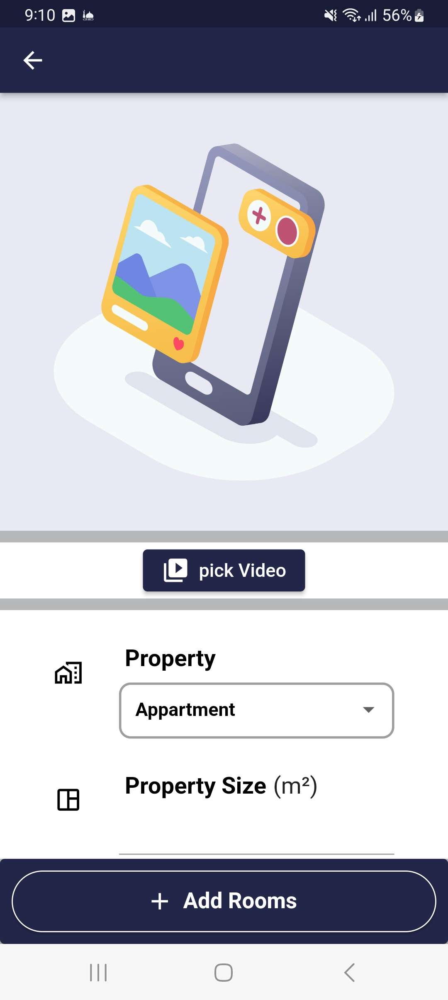 9:10
56%
pick Video
Property
Appartment
Property Size (m²)
Add Rooms